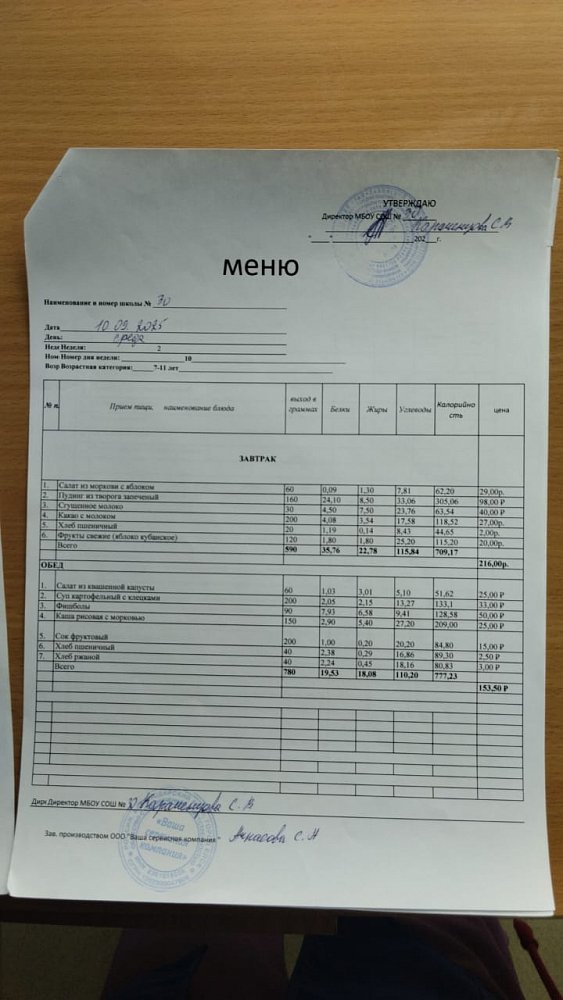 УТВЕРЖДАЮ
Директор МБОУ СОШ № 30
202 г.
меню
Наименование и номер школы № 30
Дата 10.09.2025
День: среда
Неде Неделя: 2
Ном Номер дня недели: 10
Возр Возрастная категория: 7-11 лет
№ п. Прием пищи, наименование блюда выход в граммах Белки Жиры Углеводы Калорийно сть цена
ЗАВТРАК
1. Салат из моркови с яблоком 60 0,09 1,30 7,81 62,20 29,00р.
2. Пудинг из творога запеченый 160 24,10 8,50 33,06 305,06 98,00 ₽
3. Сгущенное молоко 30 4,50 7,50 23,76 63,54 40,00 ₽
4. Какао с молоком 200 4,08 3,54 17,58 118,52 27,00р.
5. Хлеб пшеничный 20 1,19 0,14 8,43 44,65 2,00р.
6. Фрукты свежие (яблоко кубанское) 120 1,80 1,80 25,20 115,20 20,00р.
Всего 590 35,76 22,78 115,84 709,17
216,00р.
ОБЕД
1. Салат из квашенной капусты 60 1,03 3,01 5,10 51,62 25,00 ₽
2. Суп картофельный с клецками 200 2,05 2,15 13,27 133,1 33,00 ₽
3. Фишболы 90 7,93 6,58 9,41 128,58 50,00 ₽
4. Каша рисовая с морковью 150 2,90 5,40 27,20 209,00 25,00 ₽
5. Сок фруктовый 200 1,00 0,20 20,20 84,80 15,00 ₽
6. Хлеб пшеничный 40 2,38 0,29 16,86 89,30 2,50 ₽
7. Хлеб ржаной 40 2,24 0,45 18,16 80,83 3,00 ₽
Всего 780 19,53 18,08 110,20 777,23
153,50 ₽
Дире Директор МБОУ СОШ № С. В
Зав. производством ООО "Ваша сервисная компания" С. Н
«Ваша
сервисная
компания»